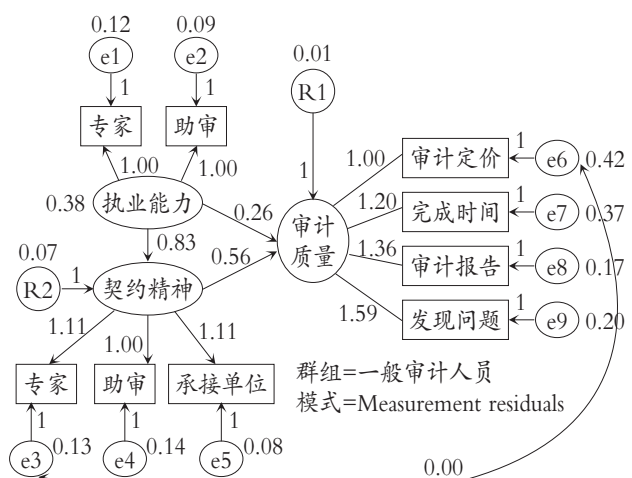 0.12
0.09
e1
e2
0.01
R1
1
1
专家
助审
1
1.00
审计定价
1
e6
0.42
1.00
1.00
0.38
执业能力
0.26
审计
质量
1.20
完成时间
1
e7
0.37
0.83
0.07
R2
1
契约精神
0.56
1.36
审计报告
1
e8
0.17
1.59
发现问题
1
e9
0.20
1.11
1.00
1.11
专家
助审
承接单位
群组=一般审计人员
模式=Measurement residuals
1
1
1
e3
0.13
e4
0.14
e5
0.08
0.00